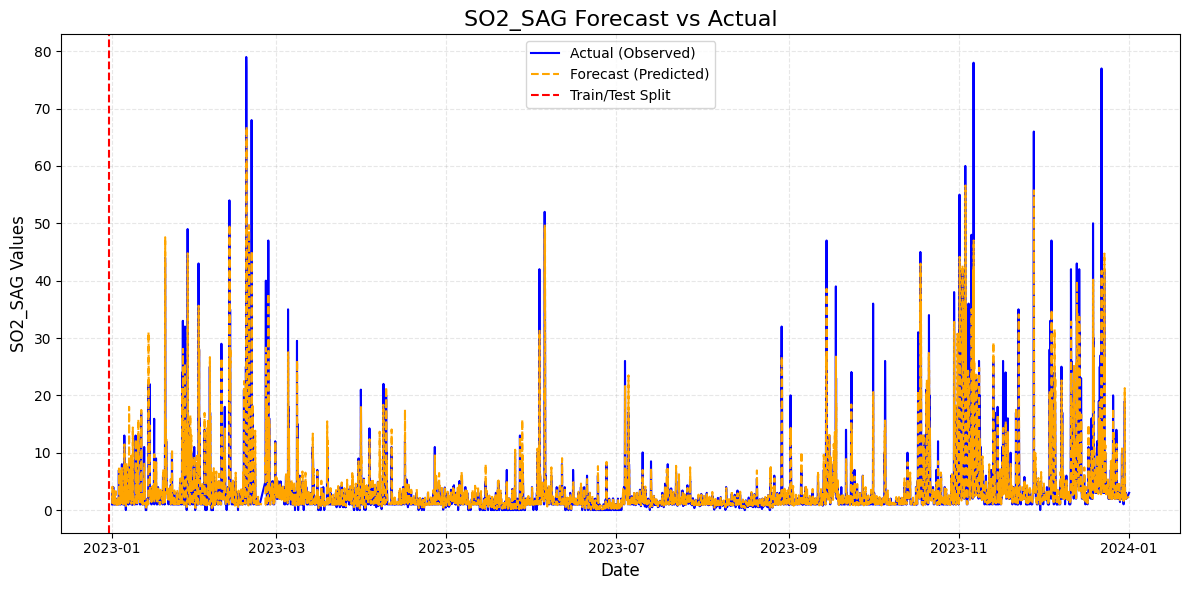 SO2_SAG Forecast vs Actual
Actual (Observed)
Forecast (Predicted)
Train/Test Split
SO2_SAG Values
80
70
60
50
40
30
20
10
0
2023-01
2023-03
2023-05
2023-07
2023-09
2023-11
2024-01
Date